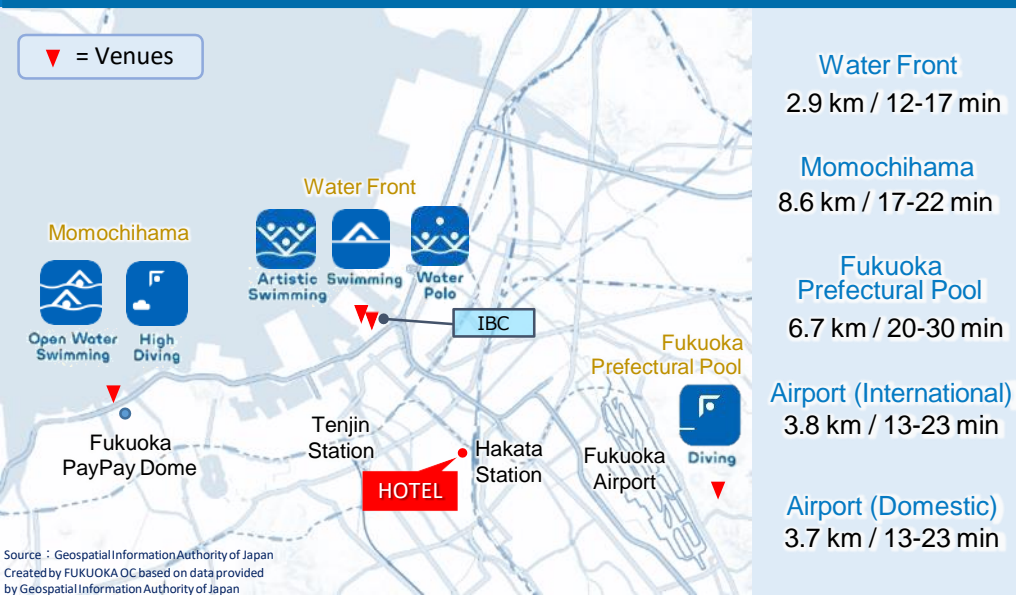 = Venues
Water Front
Momochihama
Artistic
Swimming
Swimming
Water
Polo
Open Water
Swimming
High
Diving
IBC
Fukuoka
Prefectural Pool
Diving
Fukuoka
PayPay Dome
Tenjin
Station
Hakata
Station
HOTEL
Fukuoka
Airport
Source：Geospatial Information Authority of Japan
Created by FUKUOKA OC based on data provided
by Geospatial Information Authority of Japan
Water Front
2.9 km / 12-17 min
Momochihama
8.6 km / 17-22 min
Fukuoka
Prefectural Pool
6.7 km / 20-30 min
Airport (International)
3.8 km / 13-23 min
Airport (Domestic)
3.7 km / 13-23 min